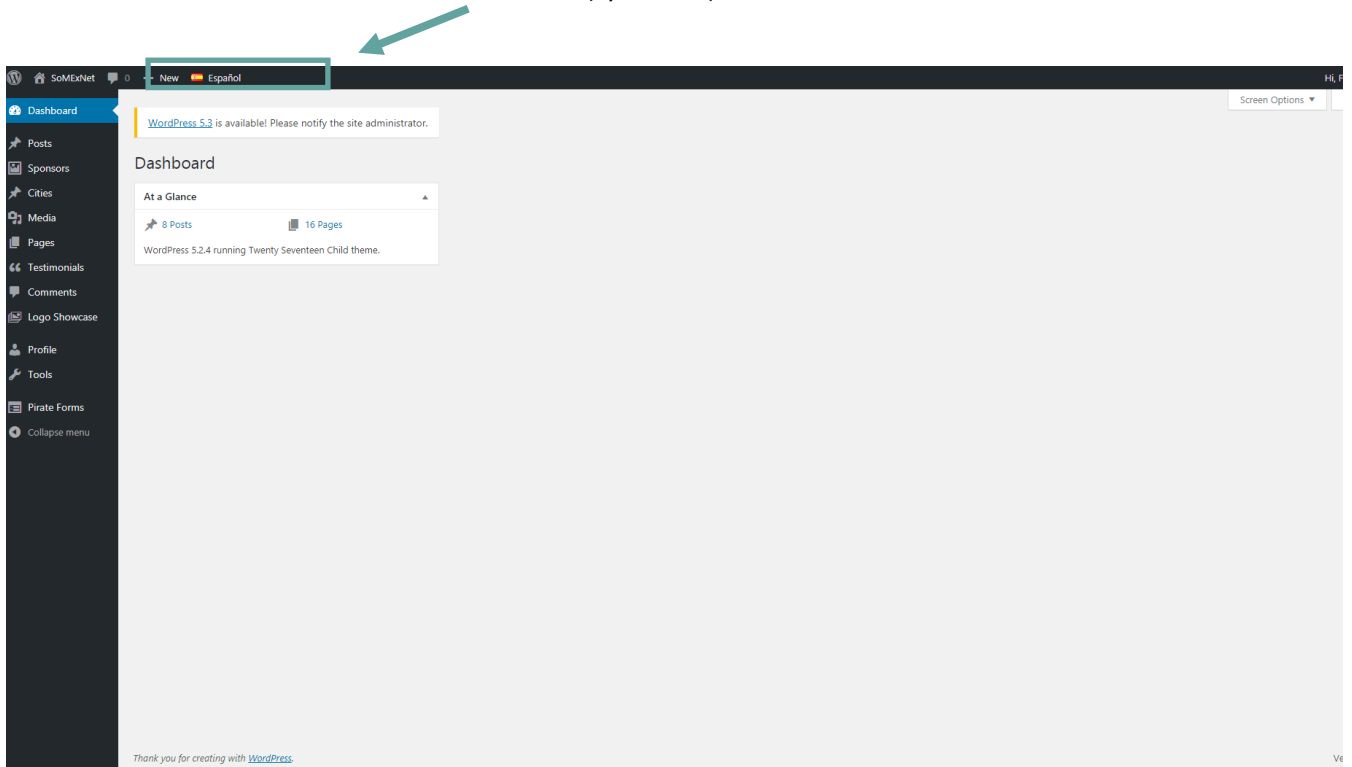 SoMExNet 0 New Español Hi, F
Screen Options
Dashboard
WordPress 5.3 is available! Please notify the site administrator.
Posts
Dashboard
Sponsors
Cities
At a Glance
Media
8 Posts 16 Pages
Pages
WordPress 5.2.4 running Twenty Seventeen Child theme.
Testimonials
Comments
Logo Showcase
Profile
Tools
Pirate Forms
Collapse menu
Thank you for creating with WordPress. Ve